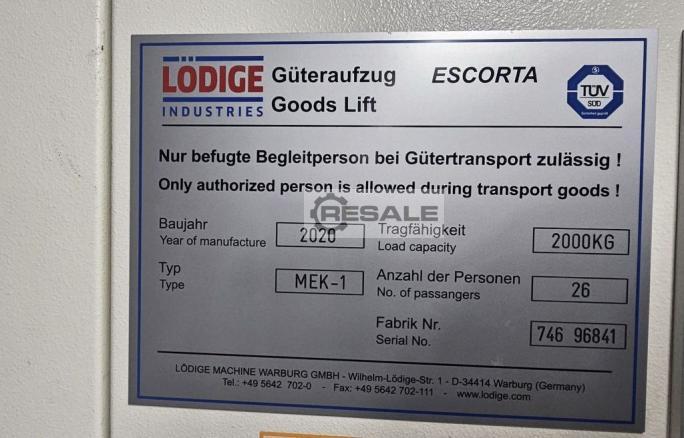 LÖDIGE
INDUSTRIES
Güteraufzug ESCORTA
Goods Lift
TÜV
SÜD
Nur befugte Begleitperson bei Gütertransport zulässig !
Only authorized person is allowed during transport goods !
RESALE
Baujahr
Year of manufacture
2020
Tragfähigkeit
Load capacity
2000KG
Typ
Type
MEK-1
Anzahl der Personen
No. of passangers
26
Fabrik Nr.
Serial No.
746 96841
LÖDIGE MACHINE WARBURG GMBH - Wilhelm-Lödige-Str. 1 - D-34414 Warburg (Germany)
Tel.: +49 5642 702-0 - Fax: +49 5642 702-111 - www.lodige.com